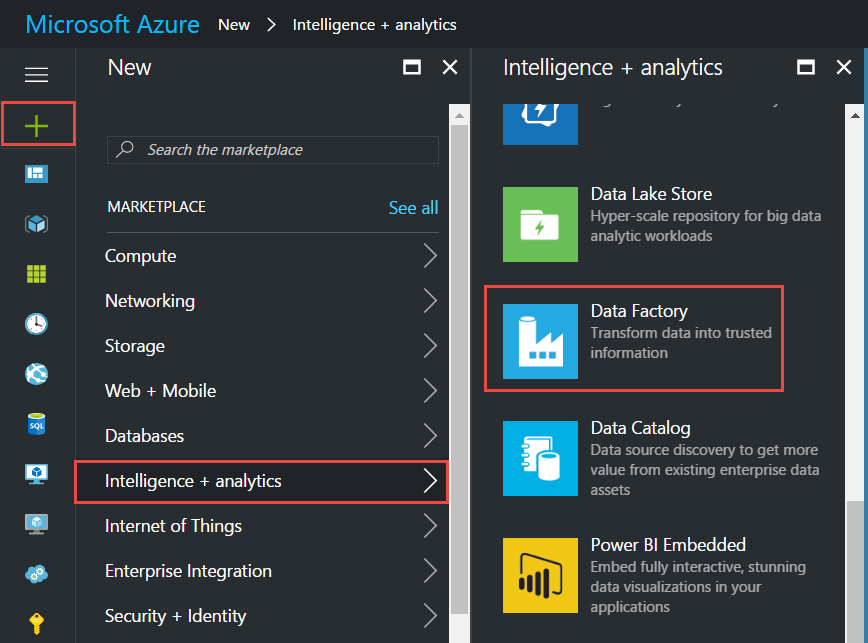 Microsoft Azure New > Intelligence + analytics
New
Search the marketplace
MARKETPLACE See all
Compute
Networking
Storage
Web + Mobile
Databases
Intelligence + analytics
Internet of Things
Enterprise Integration
Security + Identity
SQL
Intelligence + analytics
Data Lake Store
Hyper-scale repository for big data
analytic workloads
Data Factory
Transform data into trusted
information
Data Catalog
Data source discovery to get more
value from existing enterprise data
assets
Power BI Embedded
Embed fully interactive, stunning
data visualizations in your
applications